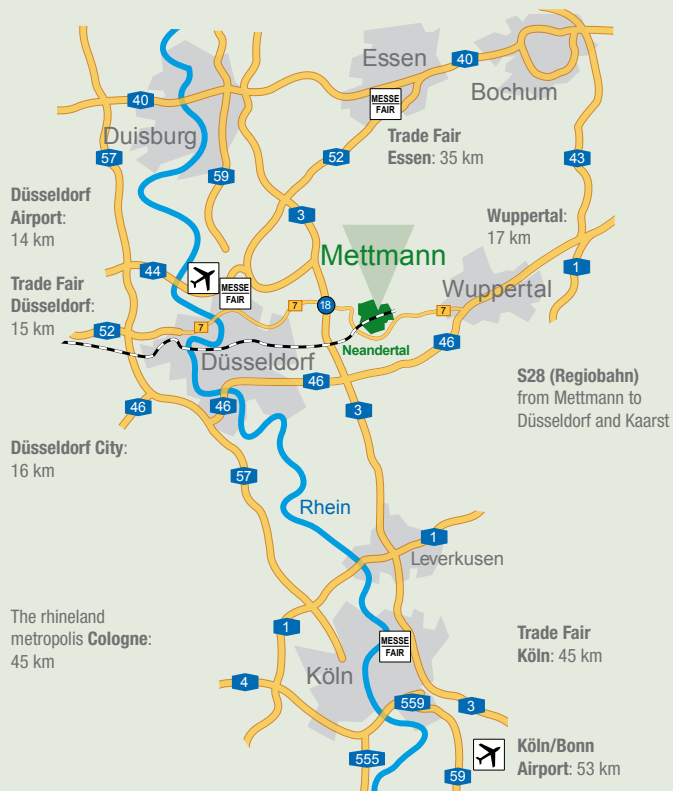 Essen
40
Bochum
40
MESSE
FAIR
Duisburg
Trade Fair
Essen: 35 km
57
52
43
59
Düsseldorf
Airport:
14 km
3
Wuppertal:
17 km
Mettmann
44
1
MESSE
FAIR
Trade Fair
Düsseldorf:
15 km
7
18
7
Wuppertal
7
52
Neandertal
46
Düsseldorf
46
S28 (Regiobahn)
from Mettmann to
Düsseldorf and Kaarst
46
46
3
Düsseldorf City:
16 km
57
Rhein
1
Leverkusen
The rhineland
metropolis Cologne:
45 km
1
MESSE
FAIR
Trade Fair
Köln: 45 km
4
Köln
559
3
555
59
Köln/Bonn
Airport: 53 km